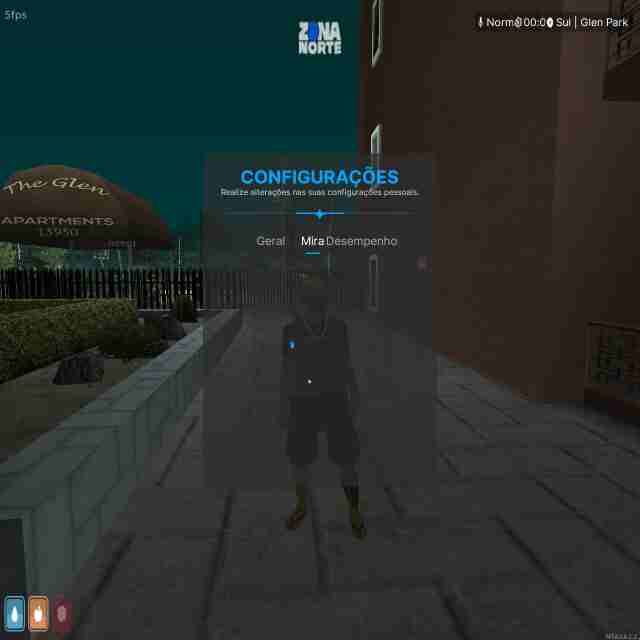 5fps
ZONA
NORTE
Norm
00:0
Sul | Glen Park
CONFIGURAÇÕES
Realize alterações nas suas configurações pessoais.
Geral
Mira
Desempenho
The Glen
APARTMENTS
13950